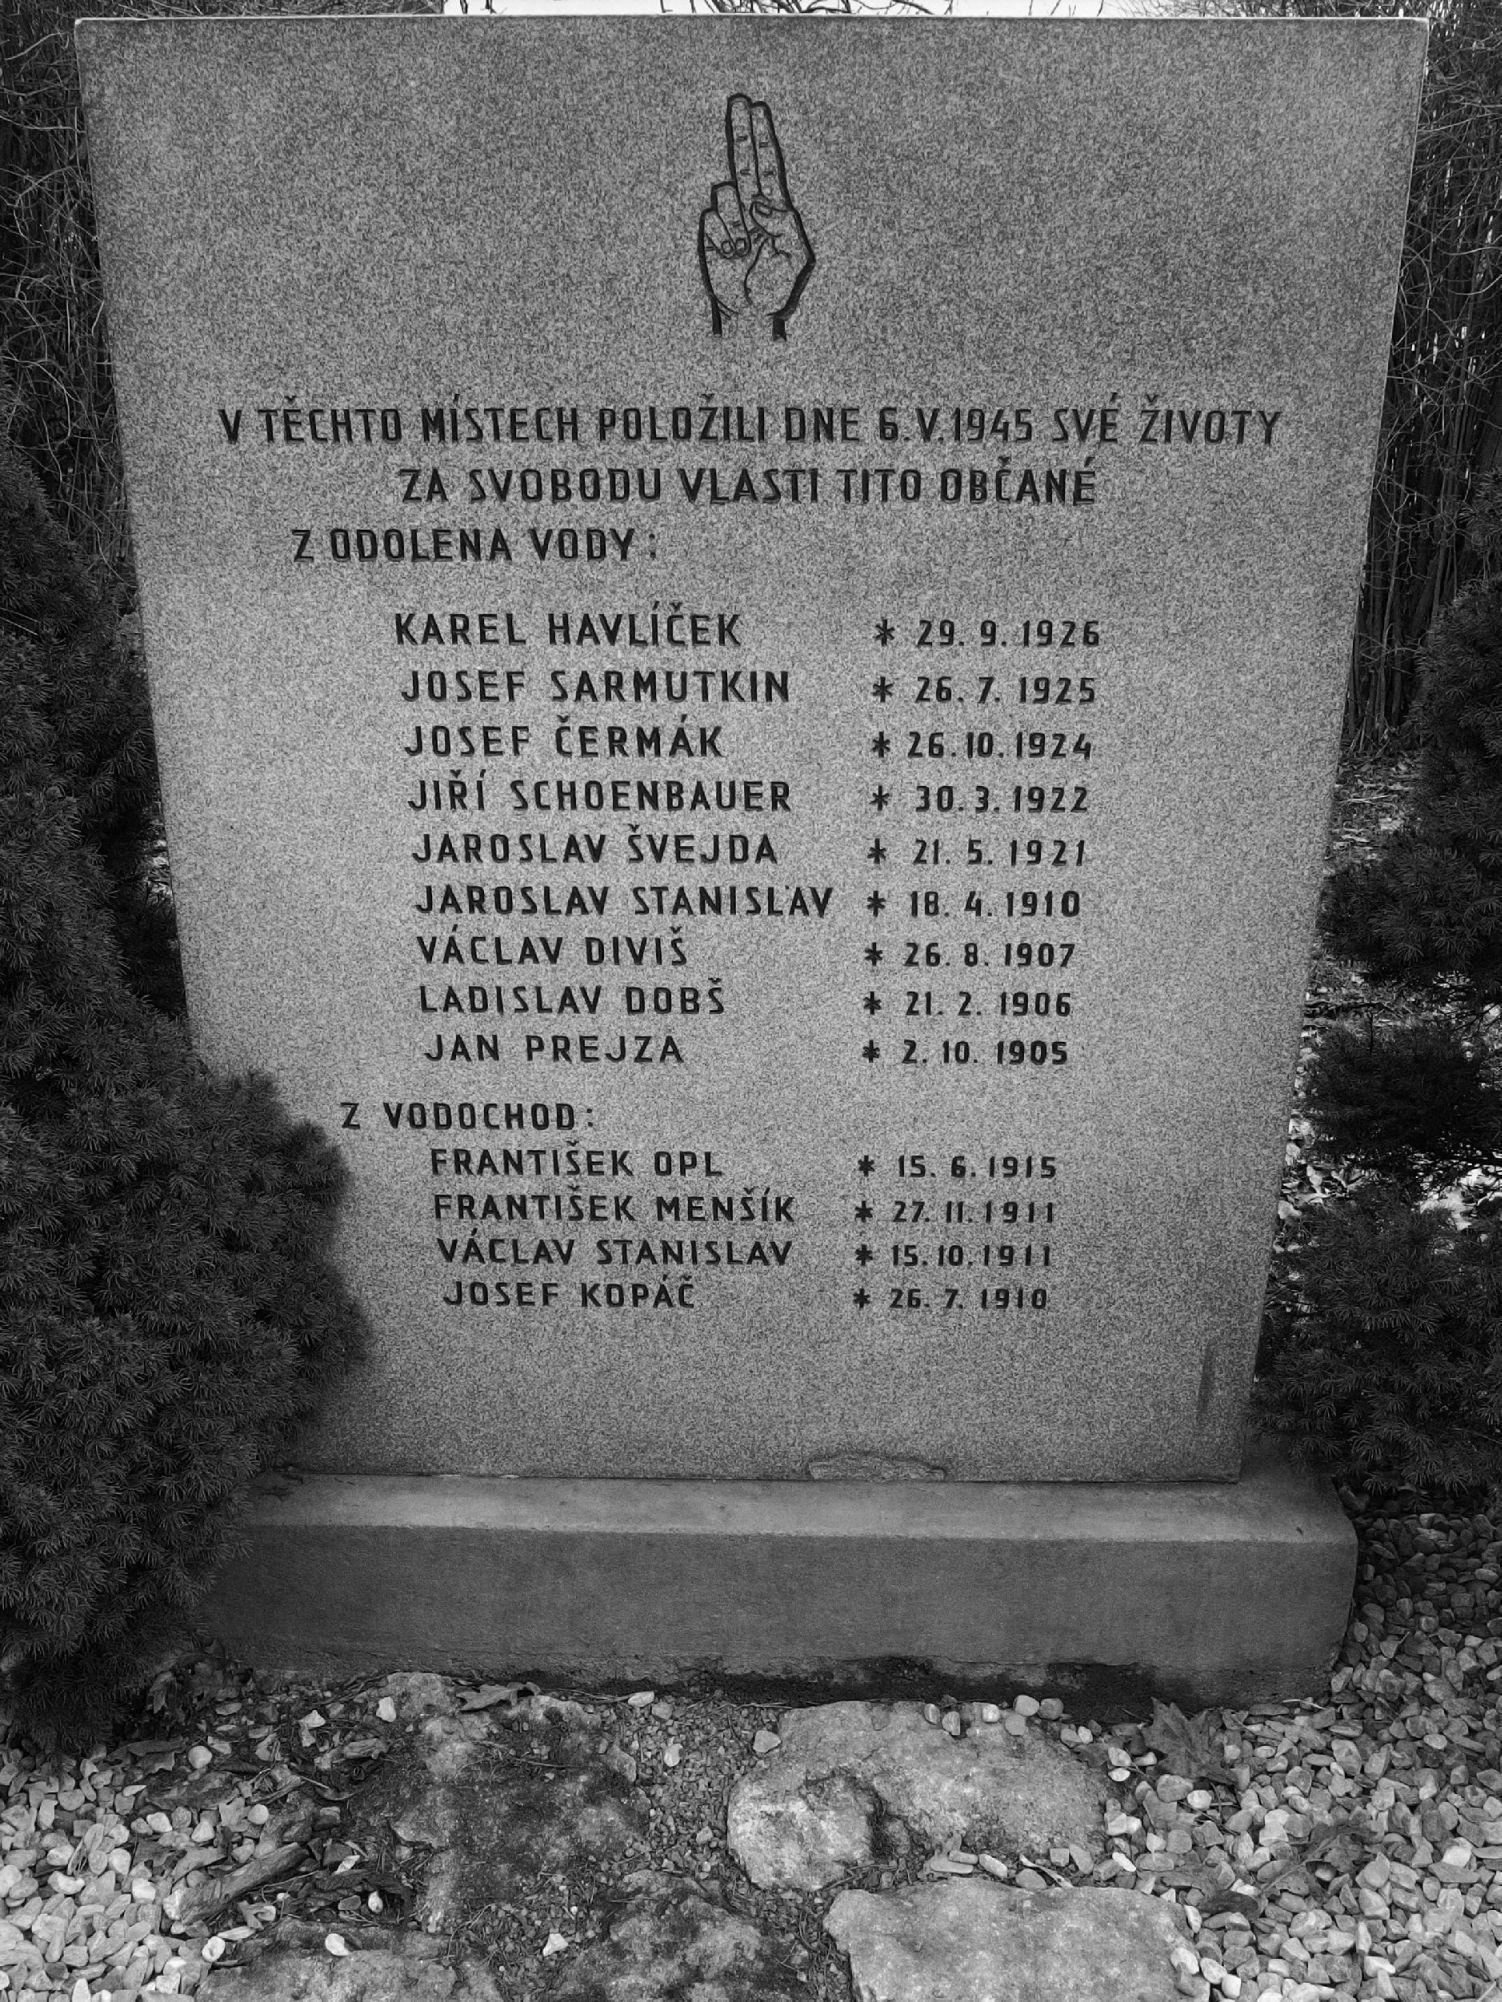 V TĚCHTO MÍSTECH POLOŽILI DNE 6.V.1945 SVÉ ŽIVOTY
ZA SVOBODU VLASTI TITO OBČANÉ
Z ODOLENA VODY:
KAREL HAVLÍČEK * 29. 9. 1926
JOSEF SARMUTKIN * 26. 7. 1925
JOSEF ČERMÁK * 26. 10. 1924
JIŘÍ SCHOENBAUER * 30. 3. 1922
JAROSLAV ŠVEJDA * 21. 5. 1921
JAROSLAV STANISLAV * 18. 4. 1910
VÁCLAV DIVIŠ * 26. 8. 1907
LADISLAV DOBŠ * 21. 2. 1906
JAN PREJZA * 2. 10. 1905
Z VODOCHOD:
FRANTIŠEK OPL * 15. 6. 1915
FRANTIŠEK MENŠÍK * 27. 11. 1911
VÁCLAV STANISLAV * 15. 10. 1911
JOSEF KOPÁČ * 26. 7. 1910